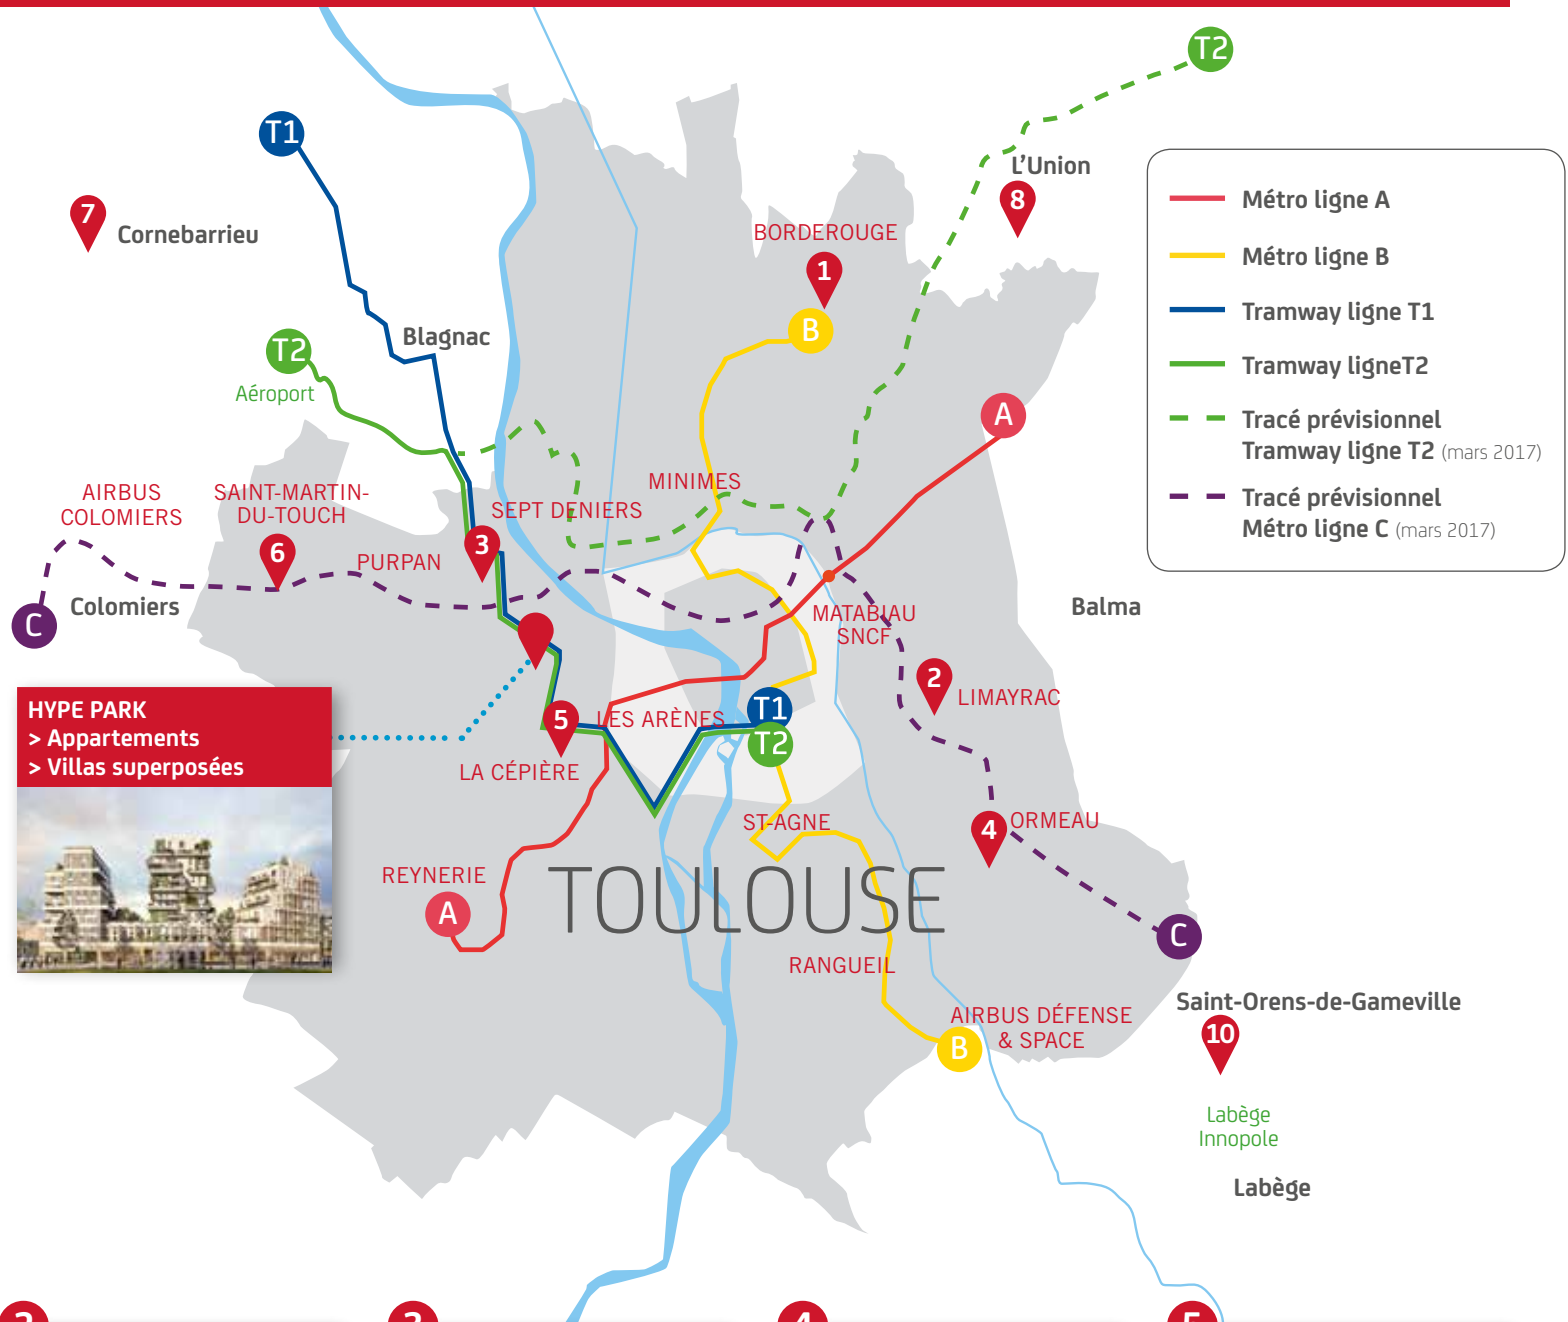 T2
T1
L'Union
8
7
Cornebarrieu
BORDEROUGE
1
B
Blagnac
T2
Aéroport
A
Métro ligne A
Métro ligne B
Tramway ligne T1
Tramway ligneT2
Tracé prévisionnel
Tramway ligne T2 (mars 2017)
Tracé prévisionnel
Métro ligne C (mars 2017)
AIRBUS
COLOMIERS
SAINT-MARTIN-
DU-TOUCH
6
PURPAN
3
SEPT DENIERS
MINIMES
C
Colomiers
MATABIAU
SNCF
Balma
2
LIMAYRAC
HYPE PARK
> Appartements
> Villas superposées
5
LES ARÈNES
T1
T2
LA CÉPIÈRE
ST-AGNE
4
ORMEAU
REYNERIE
A
TOULOUSE
C
RANGUEIL
AIRBUS DÉFENSE
& SPACE
B
Saint-Orens-de-Gameville
10
Labège
Innopole
Labège
2
3
4
5